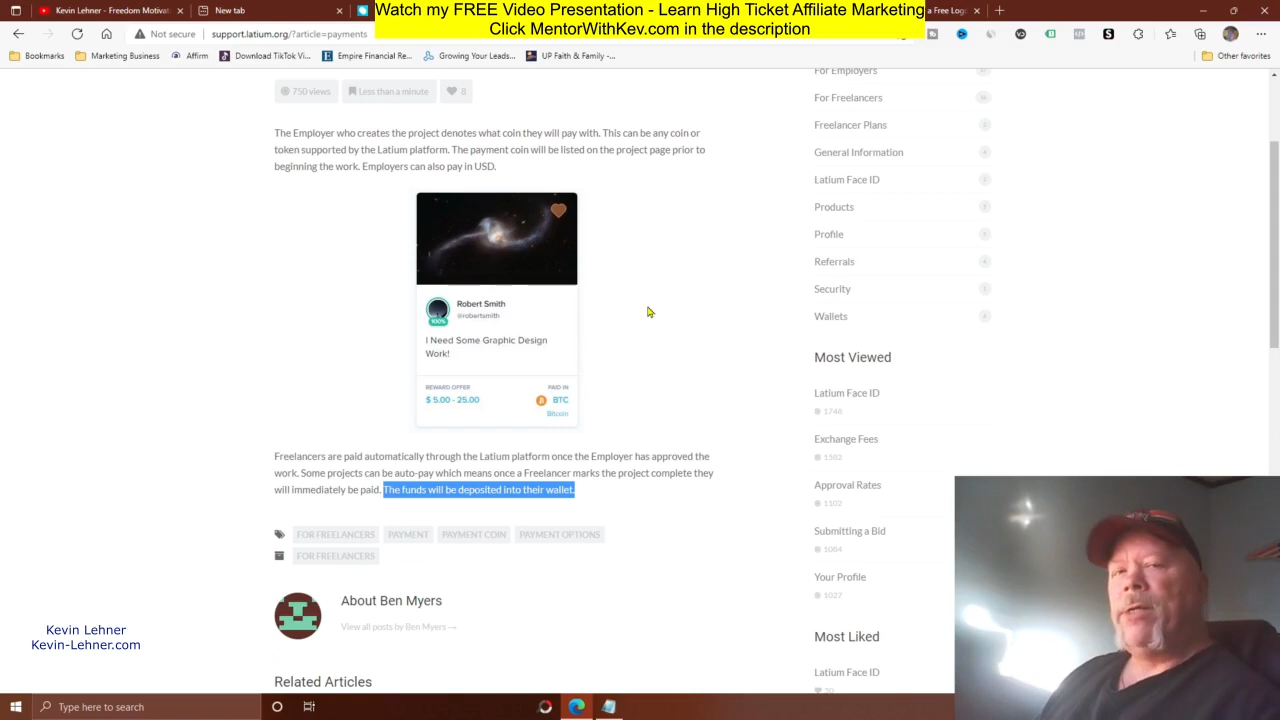 Watch my FREE Video Presentation - Learn High Ticket Affiliate Marketing
Click MentorWithKev.com in the description
Freedom Motivat
New tab
a Free Log
Not secure
support.latium.org/?article=payments
Bookmarks
Marketing Business
Affirm
Download TikTok Vi...
Empire Financial Re...
Growing Your Leads...
UP Faith & Family -...
Other favorites
750 views
Less than a minute
8
The Employer who creates the project denotes what coin they will pay with. This can be any coin or
token supported by the Latium platform. The payment coin will be listed on the project page prior to
beginning the work. Employers can also pay in USD.
Robert Smith
@robertsmith
100%
I Need Some Graphic Design
Work!
REWARD OFFER
PAID IN
$ 5.00 - 25.00
BTC
Bitcoin
Freelancers are paid automatically through the Latium platform once the Employer has approved the
work. Some projects can be auto-pay which means once a Freelancer marks the project complete they
will immediately be paid. The funds will be deposited into their wallet.
FOR FREELANCERS
PAYMENT
PAYMENT COIN
PAYMENT OPTIONS
FOR FREELANCERS
About Ben Myers
View all posts by Ben Myers →
Related Articles
For Employers
For Freelancers
Freelancer Plans
General Information
Latium Face ID
Products
Profile
Referrals
Security
Wallets
Most Viewed
Latium Face ID
1748
Exchange Fees
1582
Approval Rates
1102
Submitting a Bid
1064
Your Profile
1027
Most Liked
Latium Face ID
Kevin Lehner
Kevin-Lehner.com
Type here to search